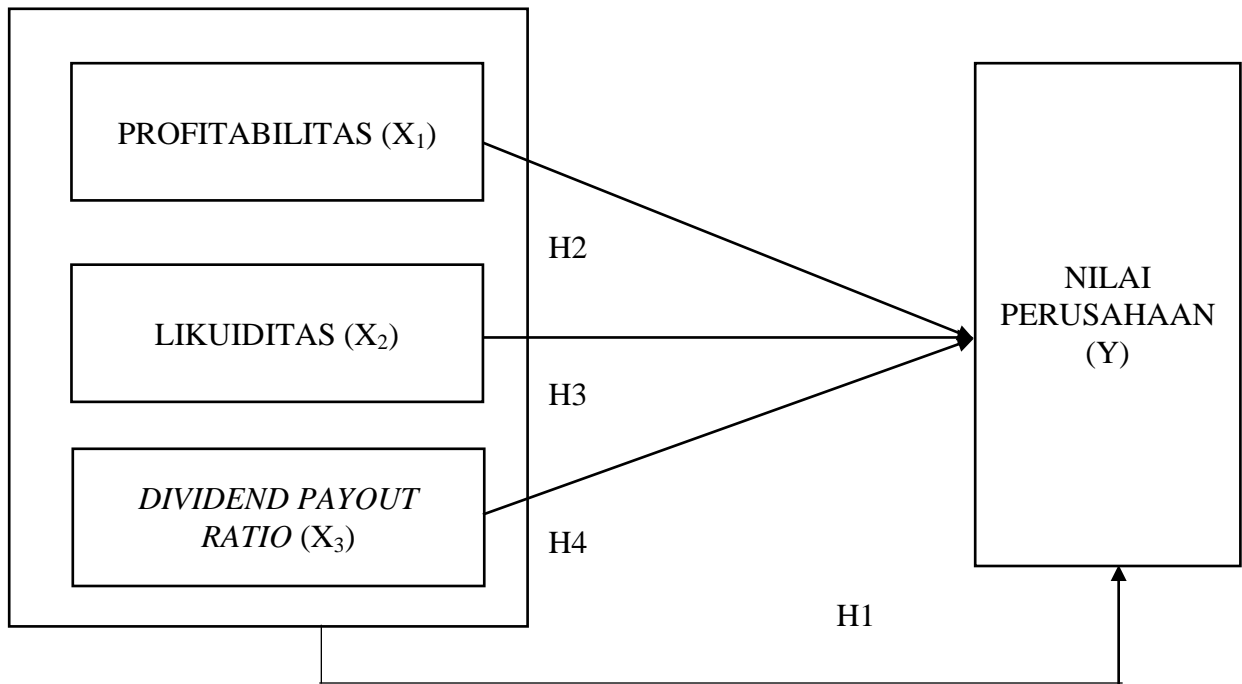 PROFITABILITAS (X₁)
H2
LIKUIDITAS (X₂)
H3
DIVIDEND PAYOUT
RATIO (X₃)
H4
NILAI
PERUSAHAAN
(Y)
H1